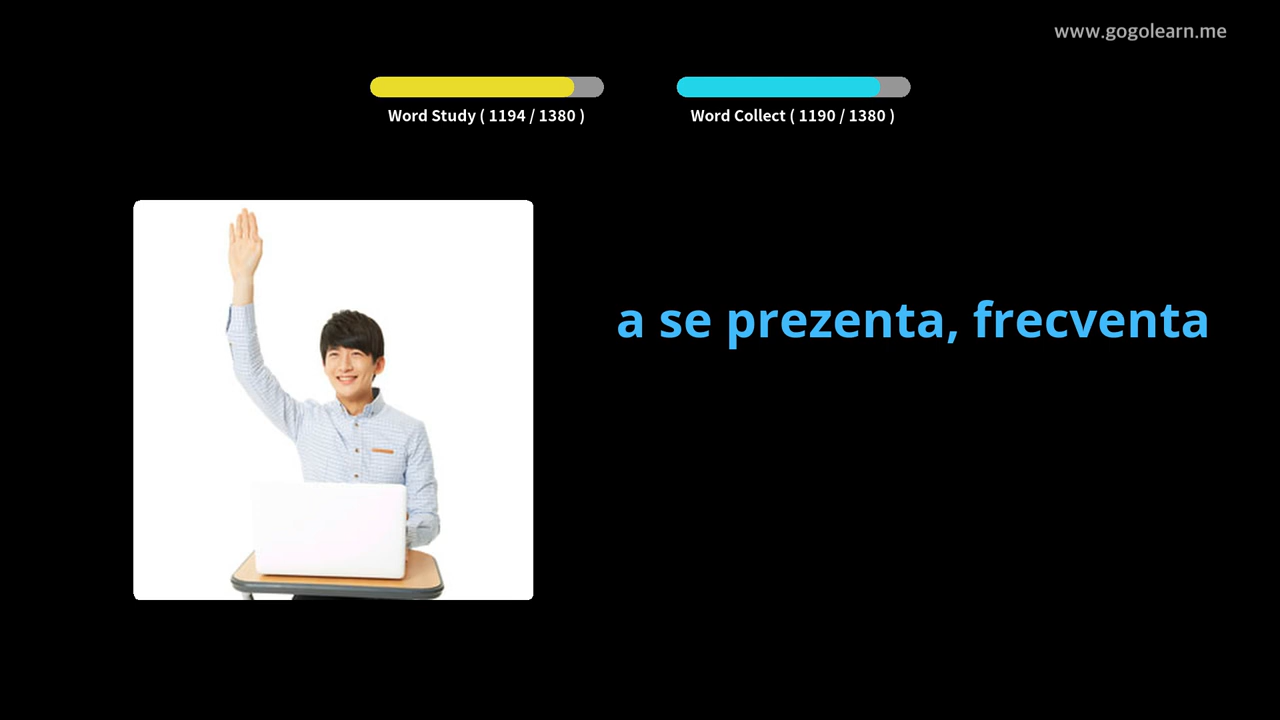 www.gogolearn.me
Word Study ( 1194 / 1380 )
Word Collect ( 1190 / 1380 )
a se prezenta, frecventa